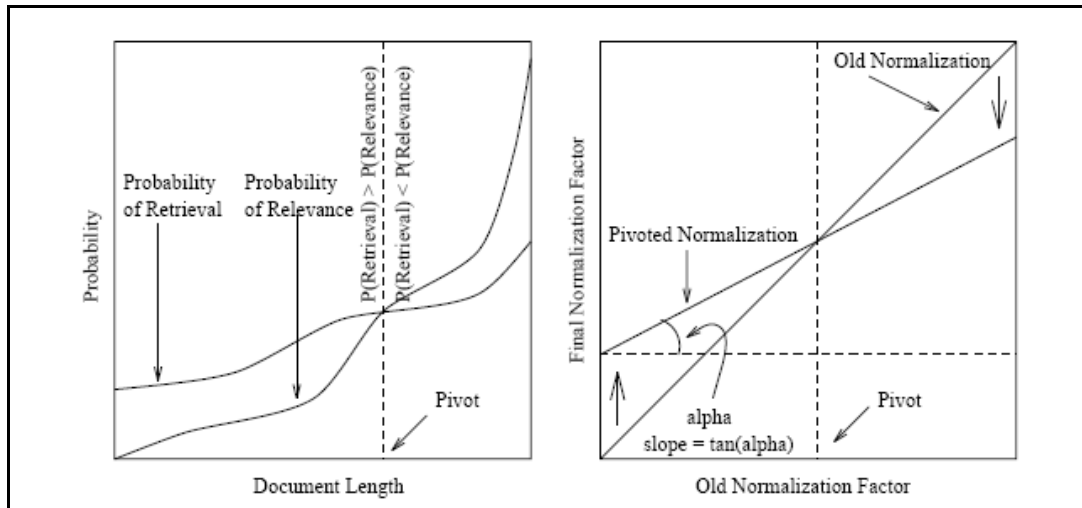 Probability
of Retrieval
Probability
of Relevance
P(Retrieval) > P(Relevance)
P(Retrieval) < P(Relevance)
Probability
Pivot
Document Length
Old Normalization
Pivoted Normalization
Final Normalization Factor
alpha
slope = tan(alpha)
Pivot
Old Normalization Factor